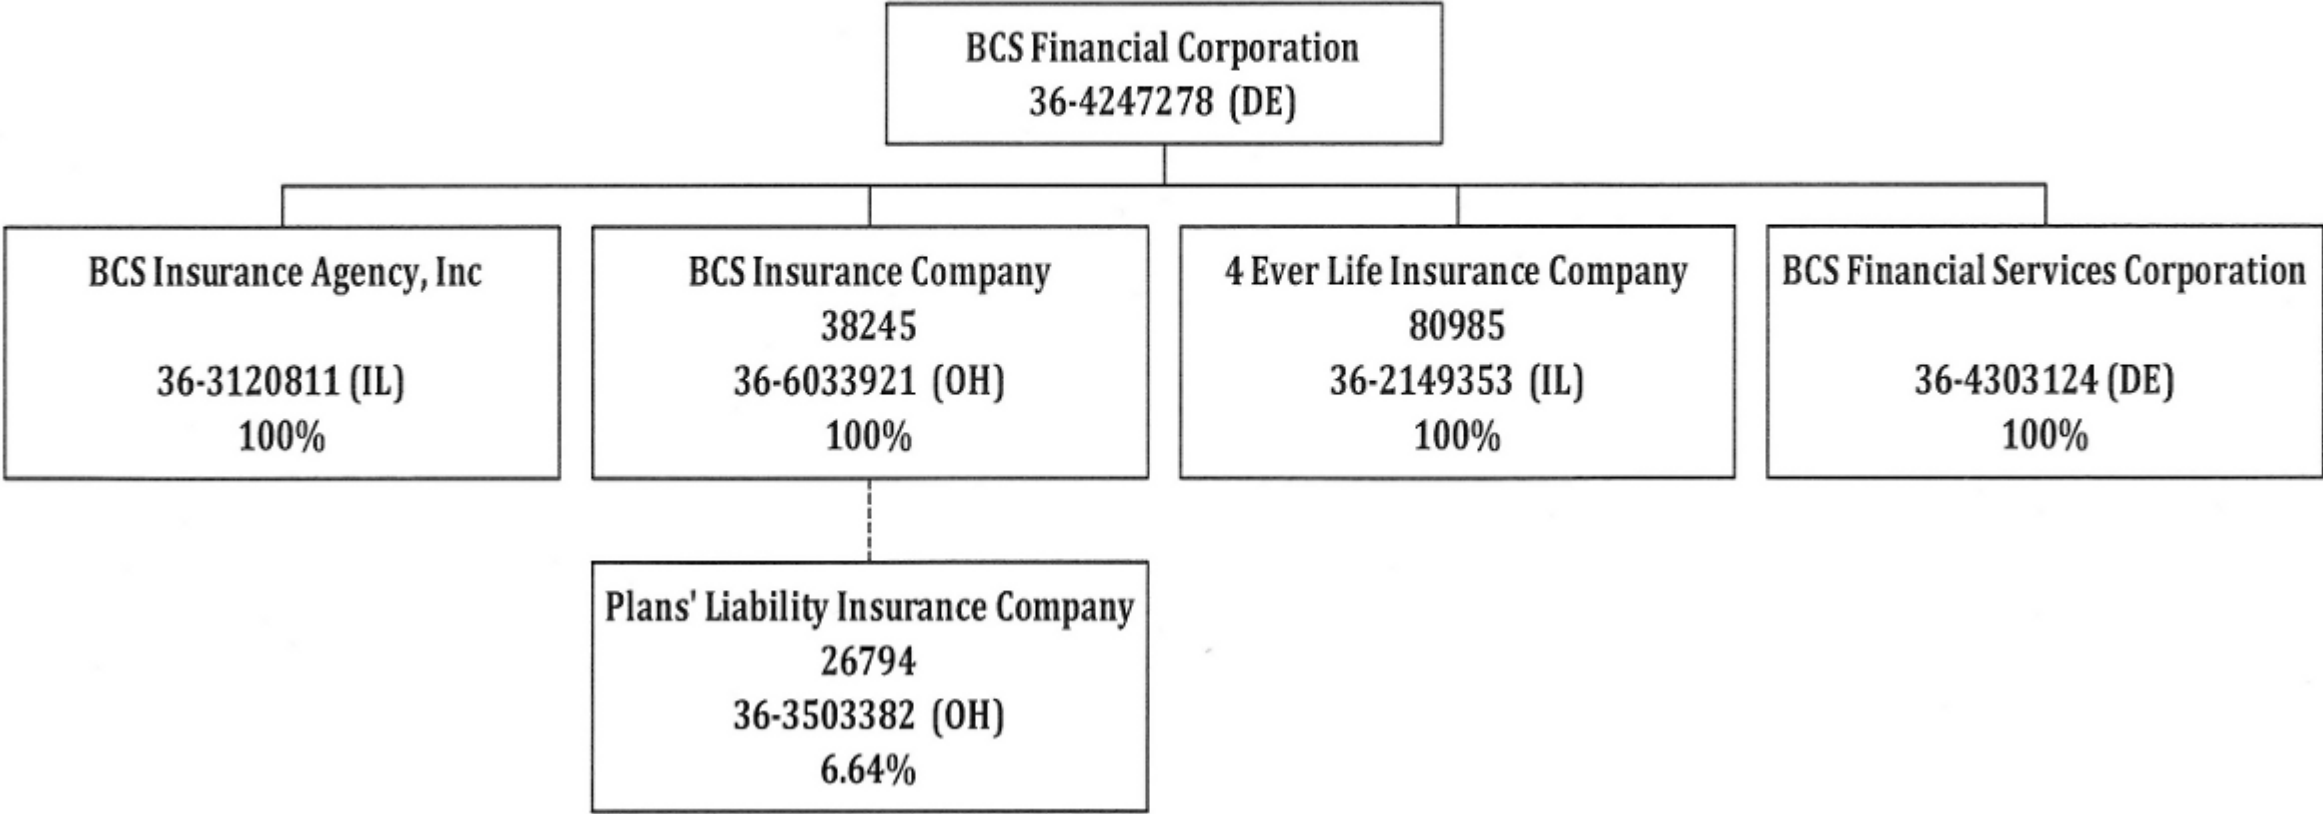 BCS Financial Corporation
36-4247278 (DE)
BCS Insurance Agency, Inc
36-3120811 (IL)
100%
BCS Insurance Company
38245
36-6033921 (OH)
100%
4 Ever Life Insurance Company
80985
36-2149353 (IL)
100%
BCS Financial Services Corporation
36-4303124 (DE)
100%
Plans' Liability Insurance Company
26794
36-3503382 (OH)
6.64%